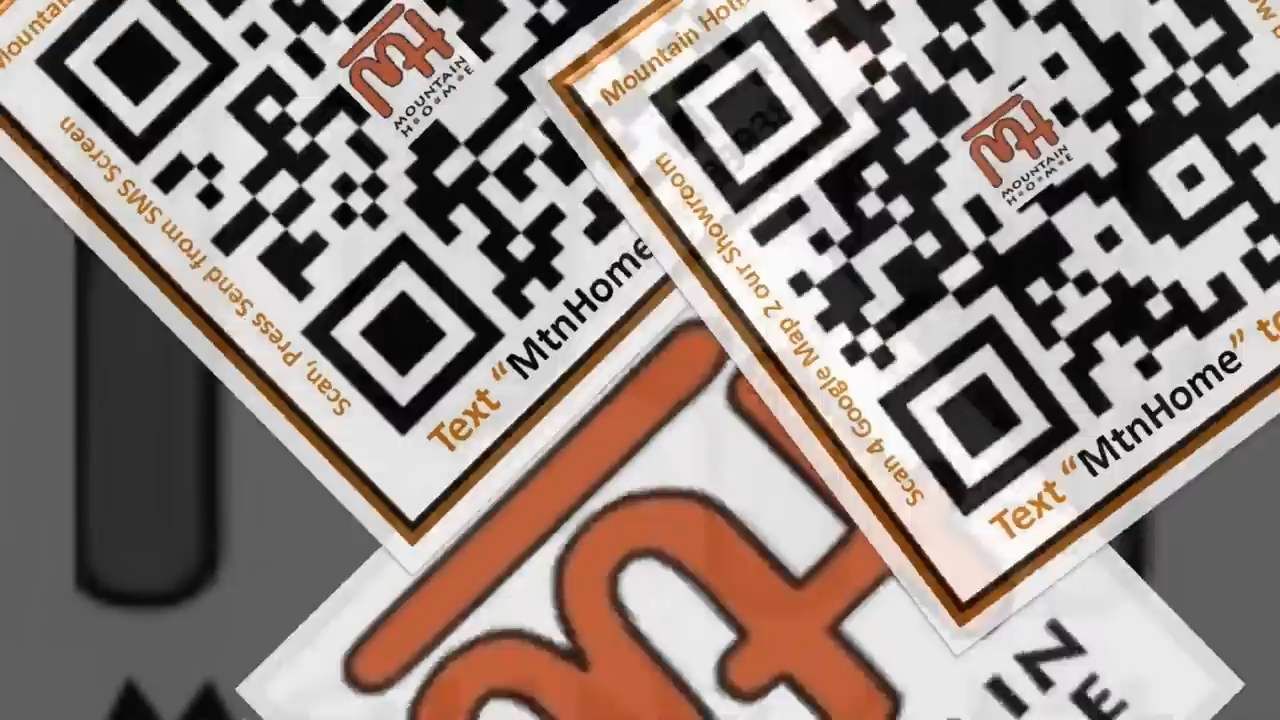 Mountain
Scan, Press Send from SMS Screen
MOUNTAIN
H≡O≡M≡E
Text “MtnHome
Mountain
Scan 4 Google Map 2 our Showroom
MOUNTAIN
H≡O≡M≡E
Text “MtnHome” to